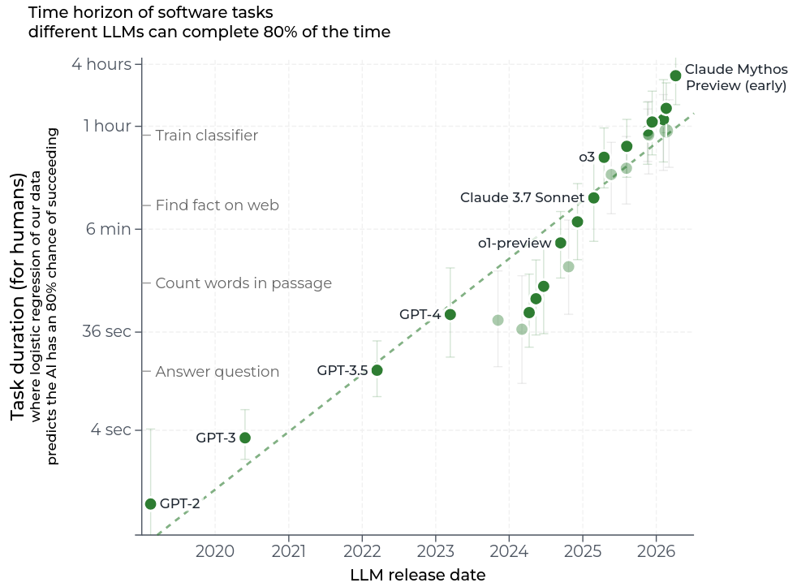 Time horizon of software tasks
different LLMs can complete 80% of the time
Task duration (for humans)
where logistic regression of our data
predicts the AI has an 80% chance of succeeding
4 hours
1 hour
6 min
36 sec
4 sec
Train classifier
Find fact on web
Count words in passage
Answer question
Claude Mythos
Preview (early)
o3
Claude 3.7 Sonnet
o1-preview
GPT-4
GPT-3.5
GPT-3
GPT-2
2020
2021
2022
2023
2024
2025
2026
LLM release date